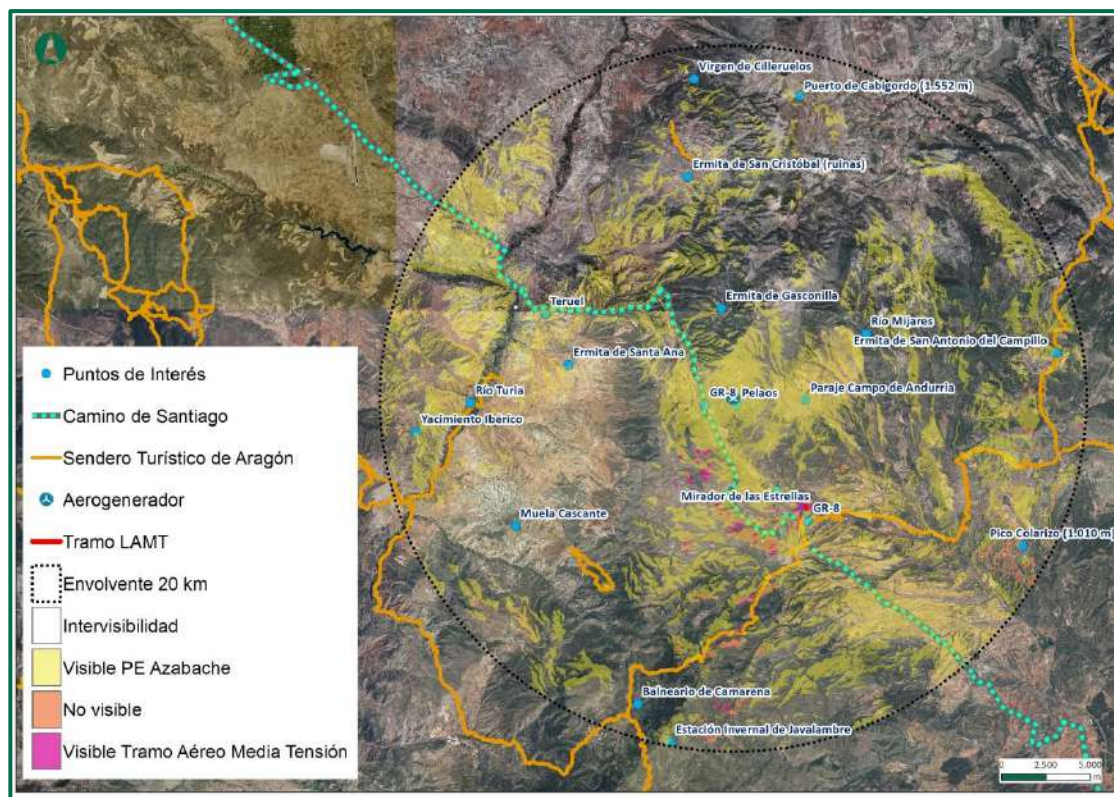 Virgen de Cilleruelos
Puerto de Cabigordo (1.552 m)
Ermita de San Cristóbal (ruinas)
Teruel
Ermita de Gasconilla
Río Mijares
Ermita de San Antonio del Campillo
Ermita de Santa Ana
Río Turia
GR-8 Pelaos
Paraje Campo de Andurria
Yacimiento Ibérico
Mirador de las Estrellas
GR-8
Muela Cascante
Pico Colarizo (1.010 m)
Balneario de Camarena
Estación Invernal de Javalambre
Puntos de Interés
Camino de Santiago
Sendero Turístico de Aragón
Aerogenerador
Tramo LAMT
Envolvente 20 km
Intervisibilidad
Visible PE Azabache
No visible
Visible Tramo Aéreo Media Tensión
0 2.500 5.000
m